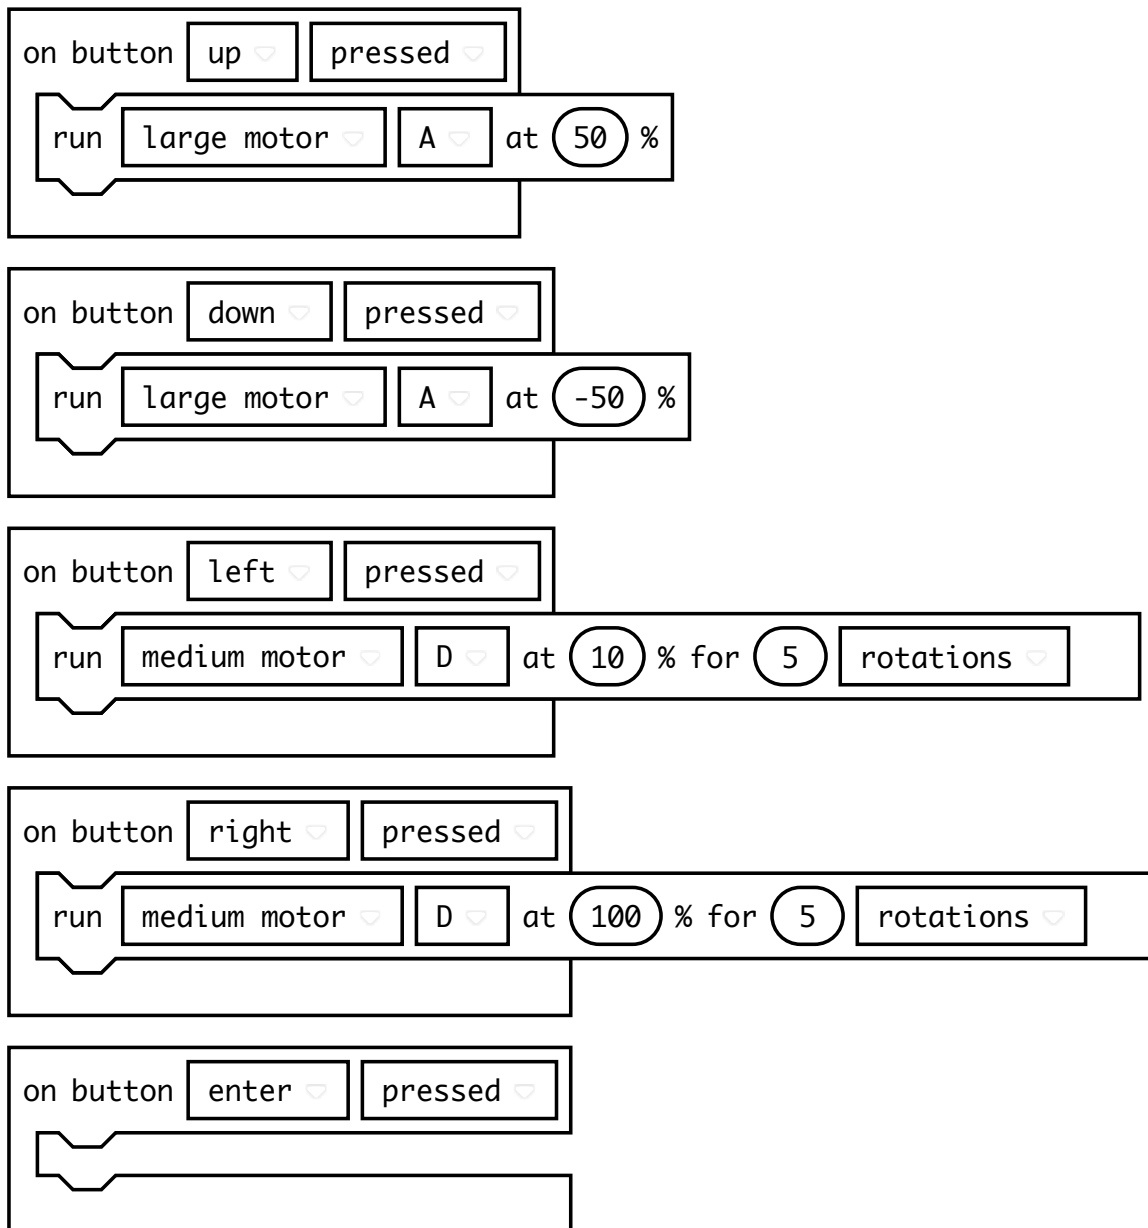 on button up pressed
run large motor A at 50 %
on button down pressed
run large motor A at -50 %
on button left pressed
run medium motor D at 10 % for 5 rotations
on button right pressed
run medium motor D at 100 % for 5 rotations
on button enter pressed